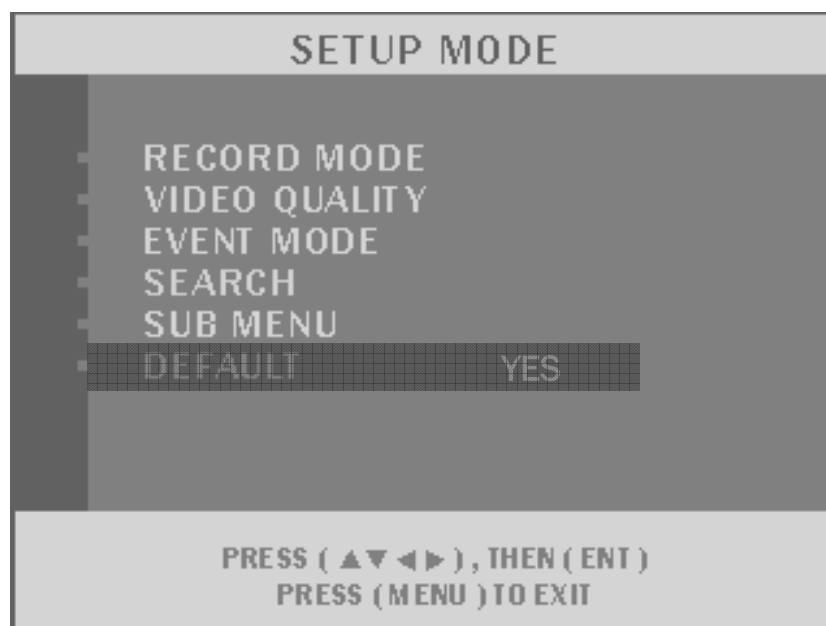 SETUP MODE
RECORD MODE
VIDEO QUALITY
EVENT MODE
SEARCH
SUB MENU
DEFAULT YES
PRESS ( ▲▼ ◀ ▶ ) , THEN ( ENT )
PRESS ( MENU ) TO EXIT